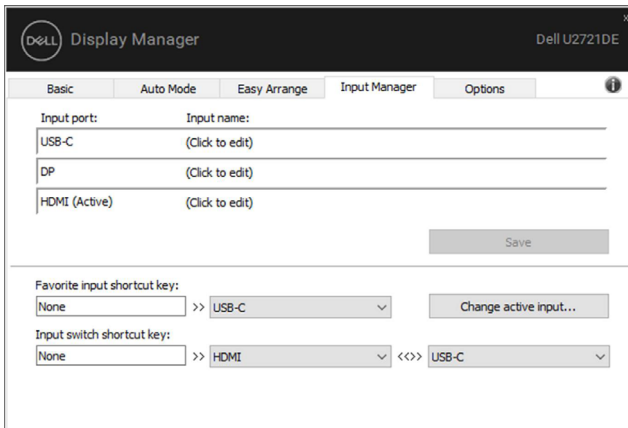 DELL Display Manager Dell U2721DE
x
Basic Auto Mode Easy Arrange Input Manager Options i
Input port: Input name:
USB-C (Click to edit)
DP (Click to edit)
HDMI (Active) (Click to edit)
Save
Favorite input shortcut key:
None >> USB-C Change active input...
Input switch shortcut key:
None >> HDMI <<>> USB-C